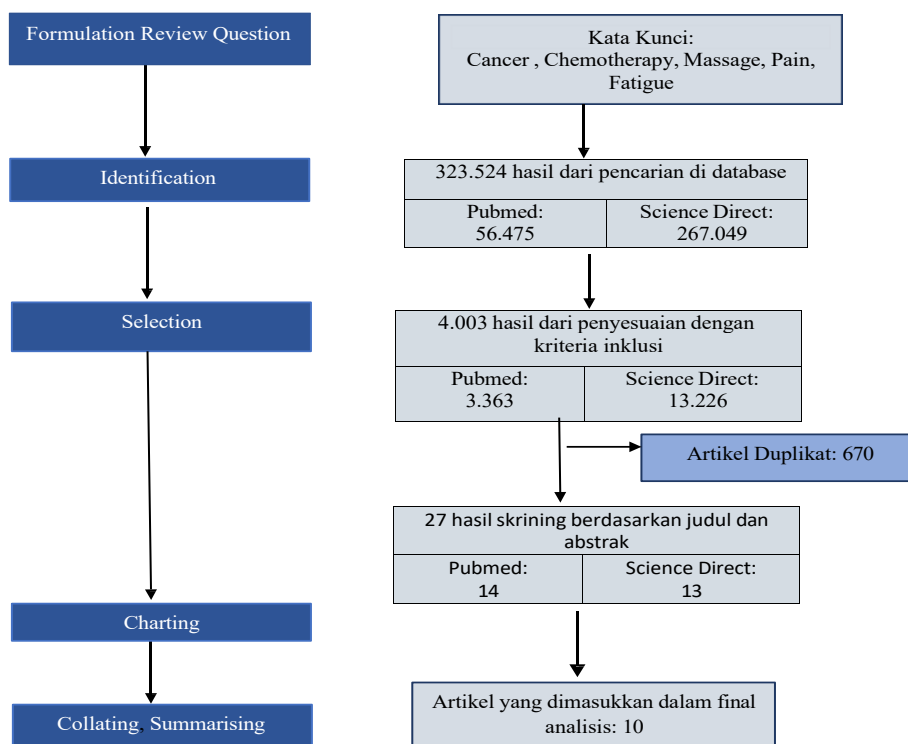 Formulation Review Question
Identification
Selection
Charting
Collating, Summarising
Kata Kunci:
Cancer , Chemotherapy, Massage, Pain,
Fatigue
323.524 hasil dari pencarian di database
Pubmed:
56.475
Science Direct:
267.049
4.003 hasil dari penyesuaian dengan
kriteria inklusi
Pubmed:
3.363
Science Direct:
13.226
Artikel Duplikat: 670
27 hasil skrining berdasarkan judul dan
abstrak
Pubmed:
14
Science Direct:
13
Artikel yang dimasukkan dalam final
analisis: 10